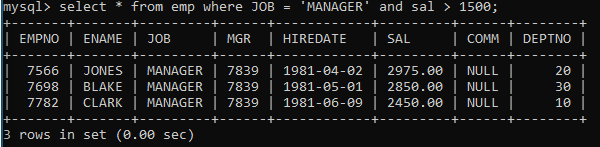 mysql> select * from emp where JOB = 'MANAGER' and sal > 1500;
+-------+-------+---------+------+------------+---------+------+--------+
| EMPNO | ENAME | JOB     | MGR  | HIREDATE   | SAL     | COMM | DEPTNO |
+-------+-------+---------+------+------------+---------+------+--------+
|  7566 | JONES | MANAGER | 7839 | 1981-04-02 | 2975.00 | NULL |     20 |
|  7698 | BLAKE | MANAGER | 7839 | 1981-05-01 | 2850.00 | NULL |     30 |
|  7782 | CLARK | MANAGER | 7839 | 1981-06-09 | 2450.00 | NULL |     10 |
+-------+-------+---------+------+------------+---------+------+--------+
3 rows in set (0.00 sec)